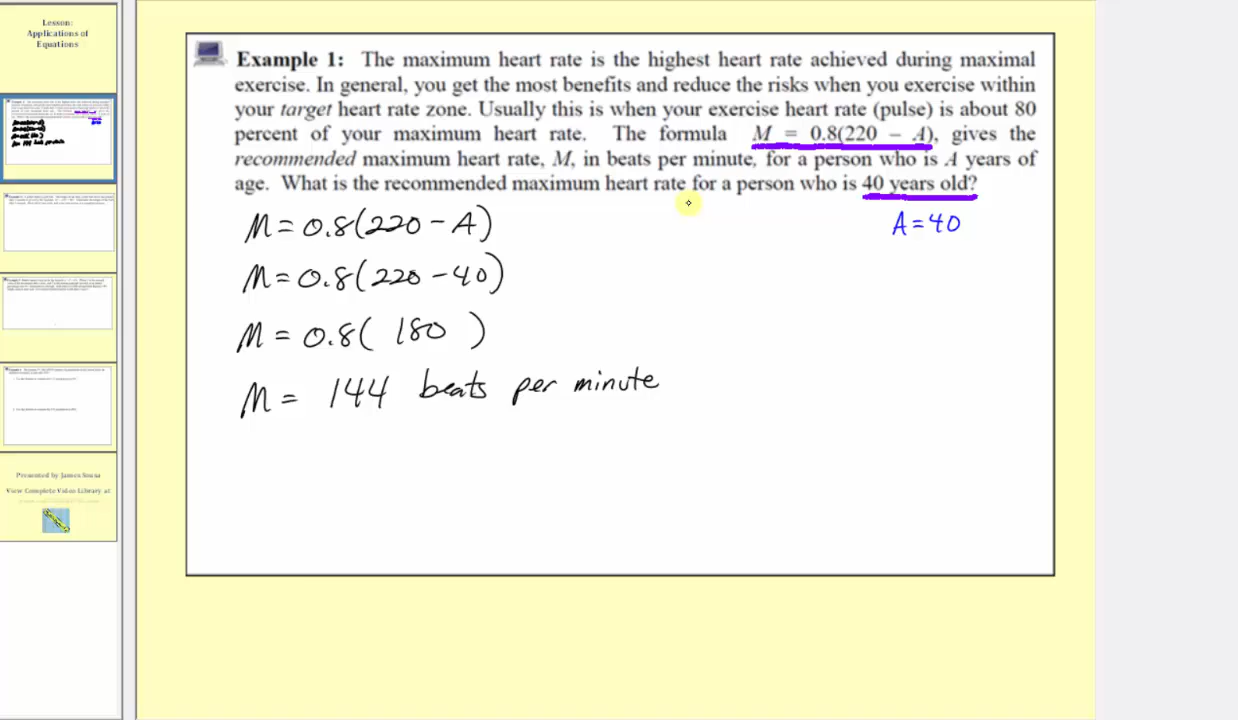 Lesson:
Applications of
Equations
Example 1: The maximum heart rate is the highest heart rate achieved during maximal
exercise. In general, you get the most benefits and reduce the risks when you exercise within
your target heart rate zone. Usually this is when your exercise heart rate (pulse) is about 80
percent of your maximum heart rate. The formula M = 0.8(220 − A), gives the
recommended maximum heart rate, M, in beats per minute, for a person who is A years of
age. What is the recommended maximum heart rate for a person who is 40 years old?
A = 40
M = 0.8(220 − A)
M = 0.8(220 − 40)
M = 0.8( 180 )
M = 144 beats per minute
Presented by James Sousa
View Complete Video Library at